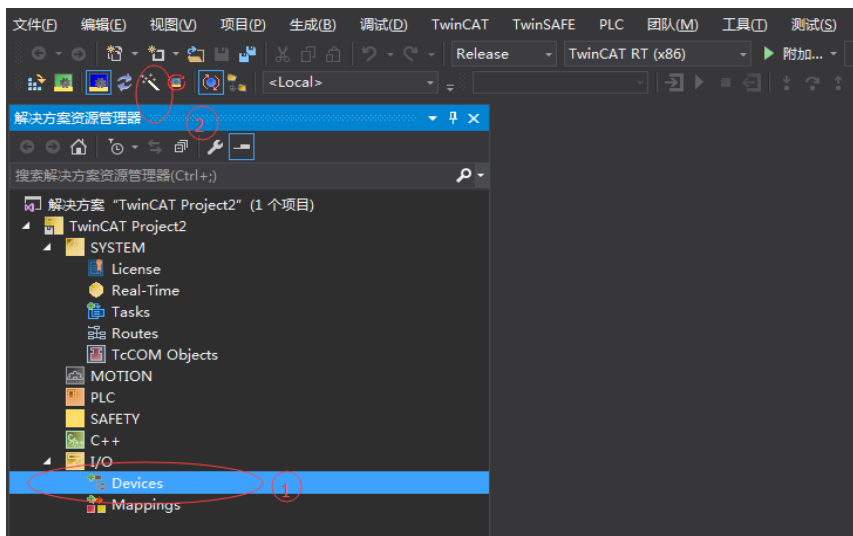 文件(F) 编辑(E) 视图(V) 项目(P) 生成(B) 调试(D) TwinCAT TwinSAFE PLC 团队(M) 工具(T) 测试(S)
Release TwinCAT RT (x86) 附加...
<Local>
解决方案资源管理器
2
搜索解决方案资源管理器(Ctrl+;)
解决方案 "TwinCAT Project2" (1 个项目)
TwinCAT Project2
SYSTEM
License
Real-Time
Tasks
Routes
TcCOM Objects
MOTION
PLC
SAFETY
C++
I/O
Devices 1
Mappings